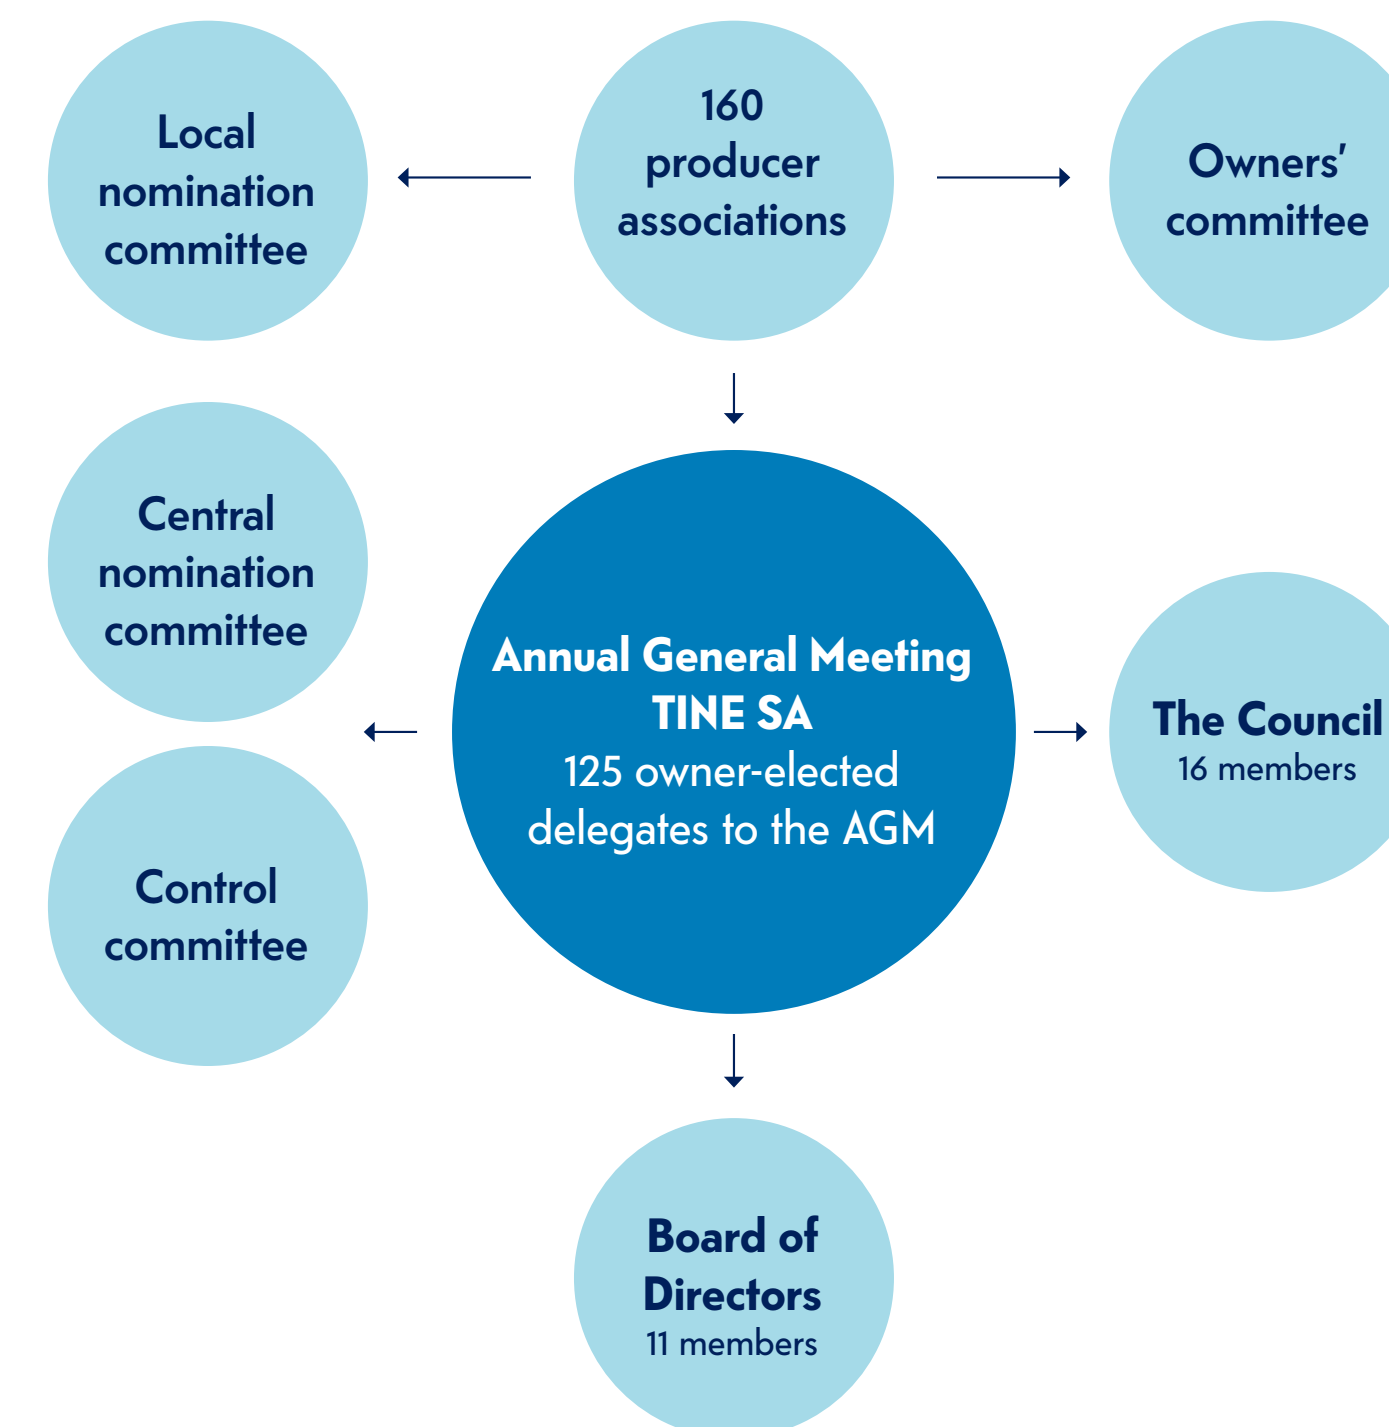 Local
nomination
committee
160
producer
associations
Owners'
committee
Central
nomination
committee
Annual General Meeting
TINE SA
125 owner-elected
delegates to the AGM
The Council
16 members
Control
committee
Board of
Directors
11 members